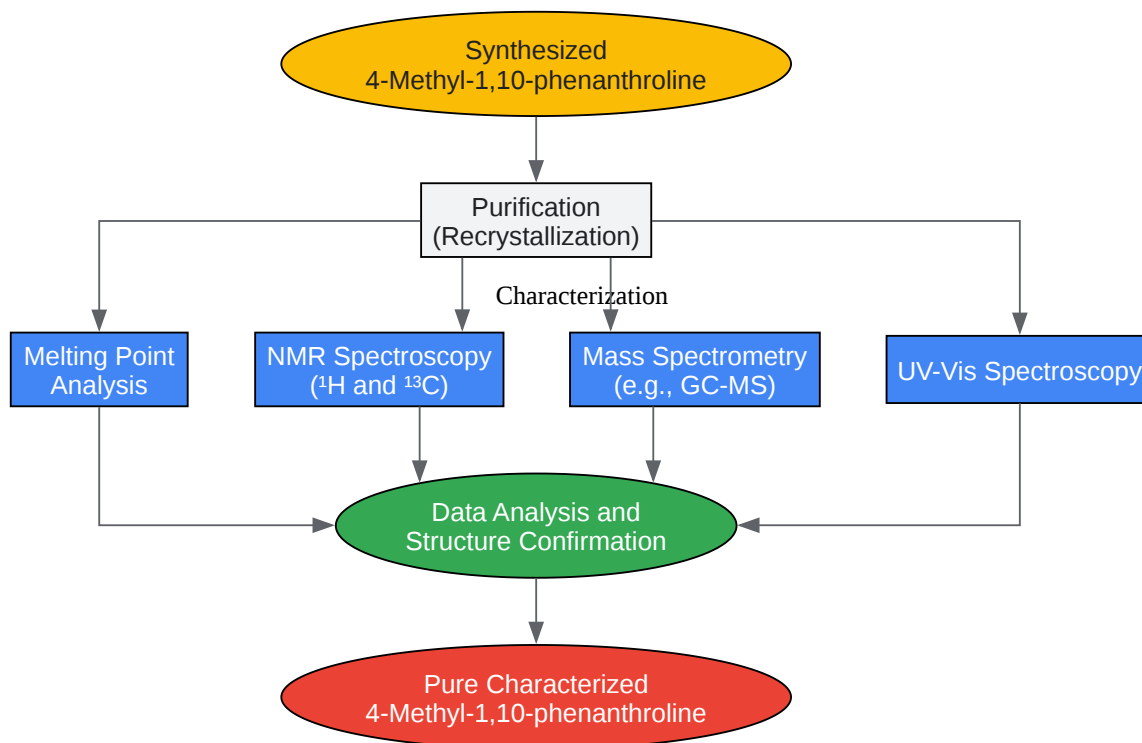 Synthesized
4-Methyl-1,10-phenanthroline
Purification
(Recrystallization)
Characterization
Melting Point
Analysis
NMR Spectroscopy
(¹H and ¹³C)
Mass Spectrometry
(e.g., GC-MS)
UV-Vis Spectroscopy
Data Analysis and
Structure Confirmation
Pure Characterized
4-Methyl-1,10-phenanthroline